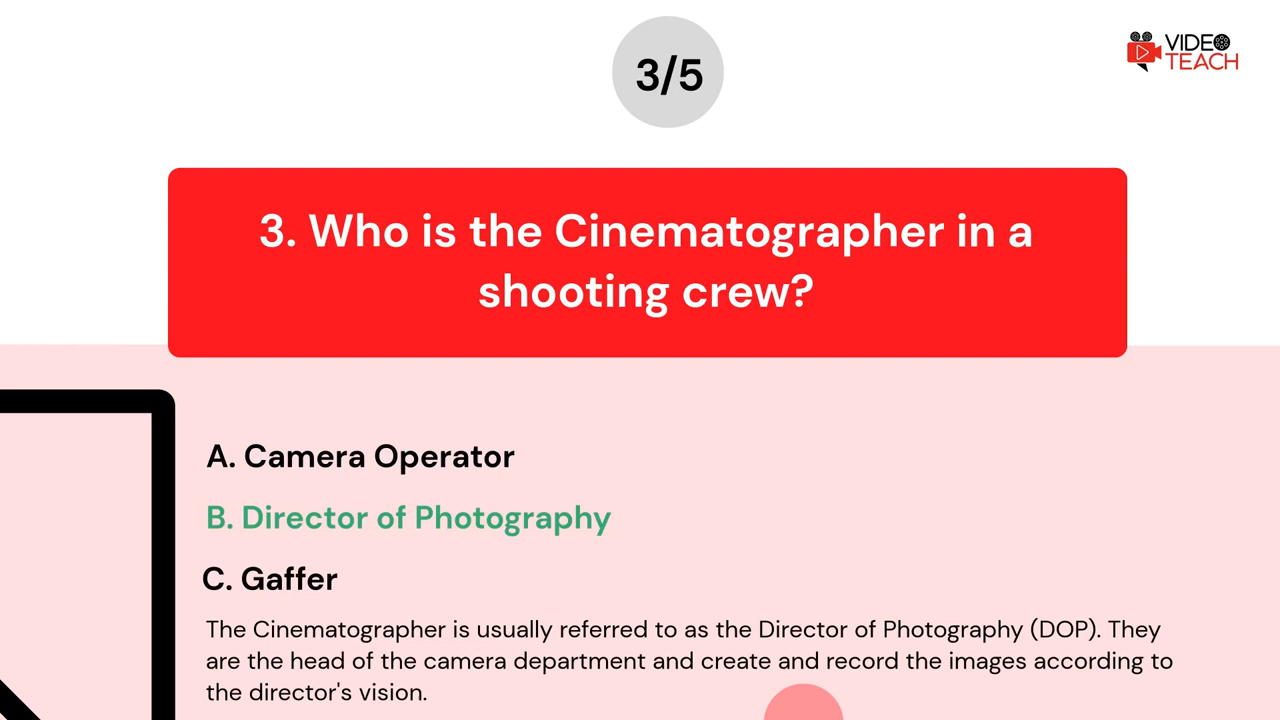 3/5
VIDEO
TEACH
3. Who is the Cinematographer in a
shooting crew?
A. Camera Operator
B. Director of Photography
C. Gaffer
The Cinematographer is usually referred to as the Director of Photography (DOP). They
are the head of the camera department and create and record the images according to
the director's vision.